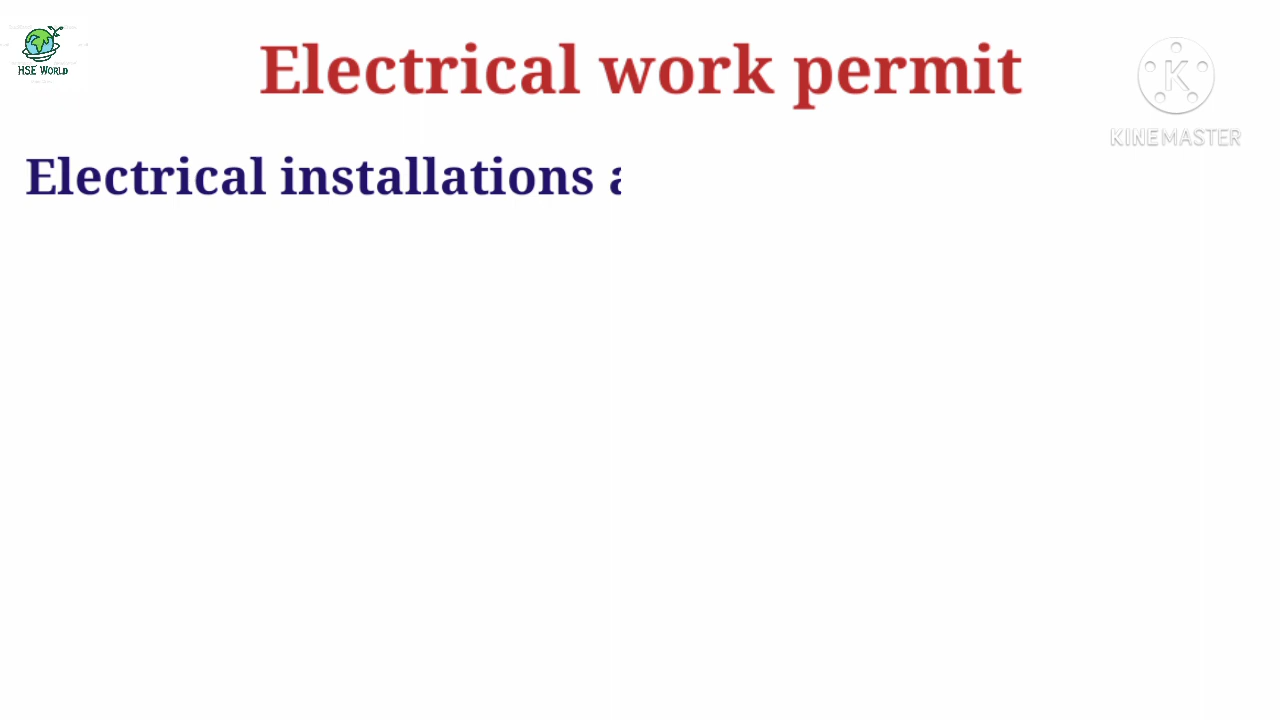 Electrical work permit
HSE World
K
KINEMASTER
Electrical installations